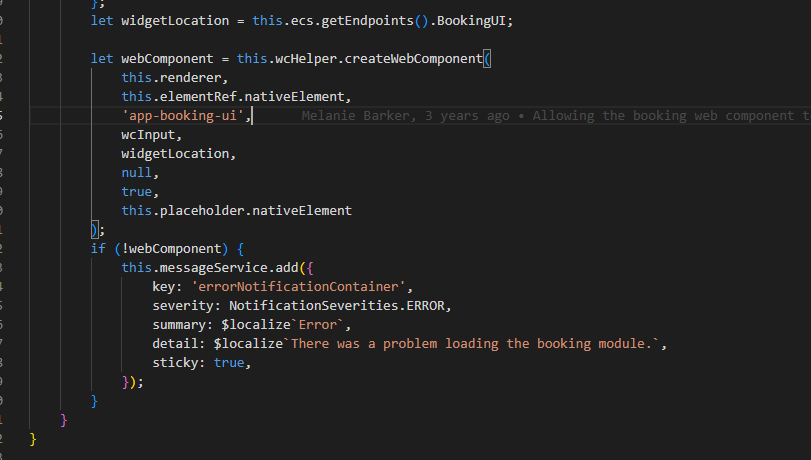 };
let widgetLocation = this.ecs.getEndpoints().BookingUI;
let webComponent = this.wcHelper.createWebComponent(
this.renderer,
this.elementRef.nativeElement,
'app-booking-ui', Melanie Barker, 3 years ago • Allowing the booking web component t
wcInput,
widgetLocation,
null,
true,
this.placeholder.nativeElement
);
if (!webComponent) {
this.messageService.add({
key: 'errorNotificationContainer',
severity: NotificationSeverities.ERROR,
summary: $localize`Error`,
detail: $localize`There was a problem loading the booking module.`,
sticky: true,
});
}
}
}